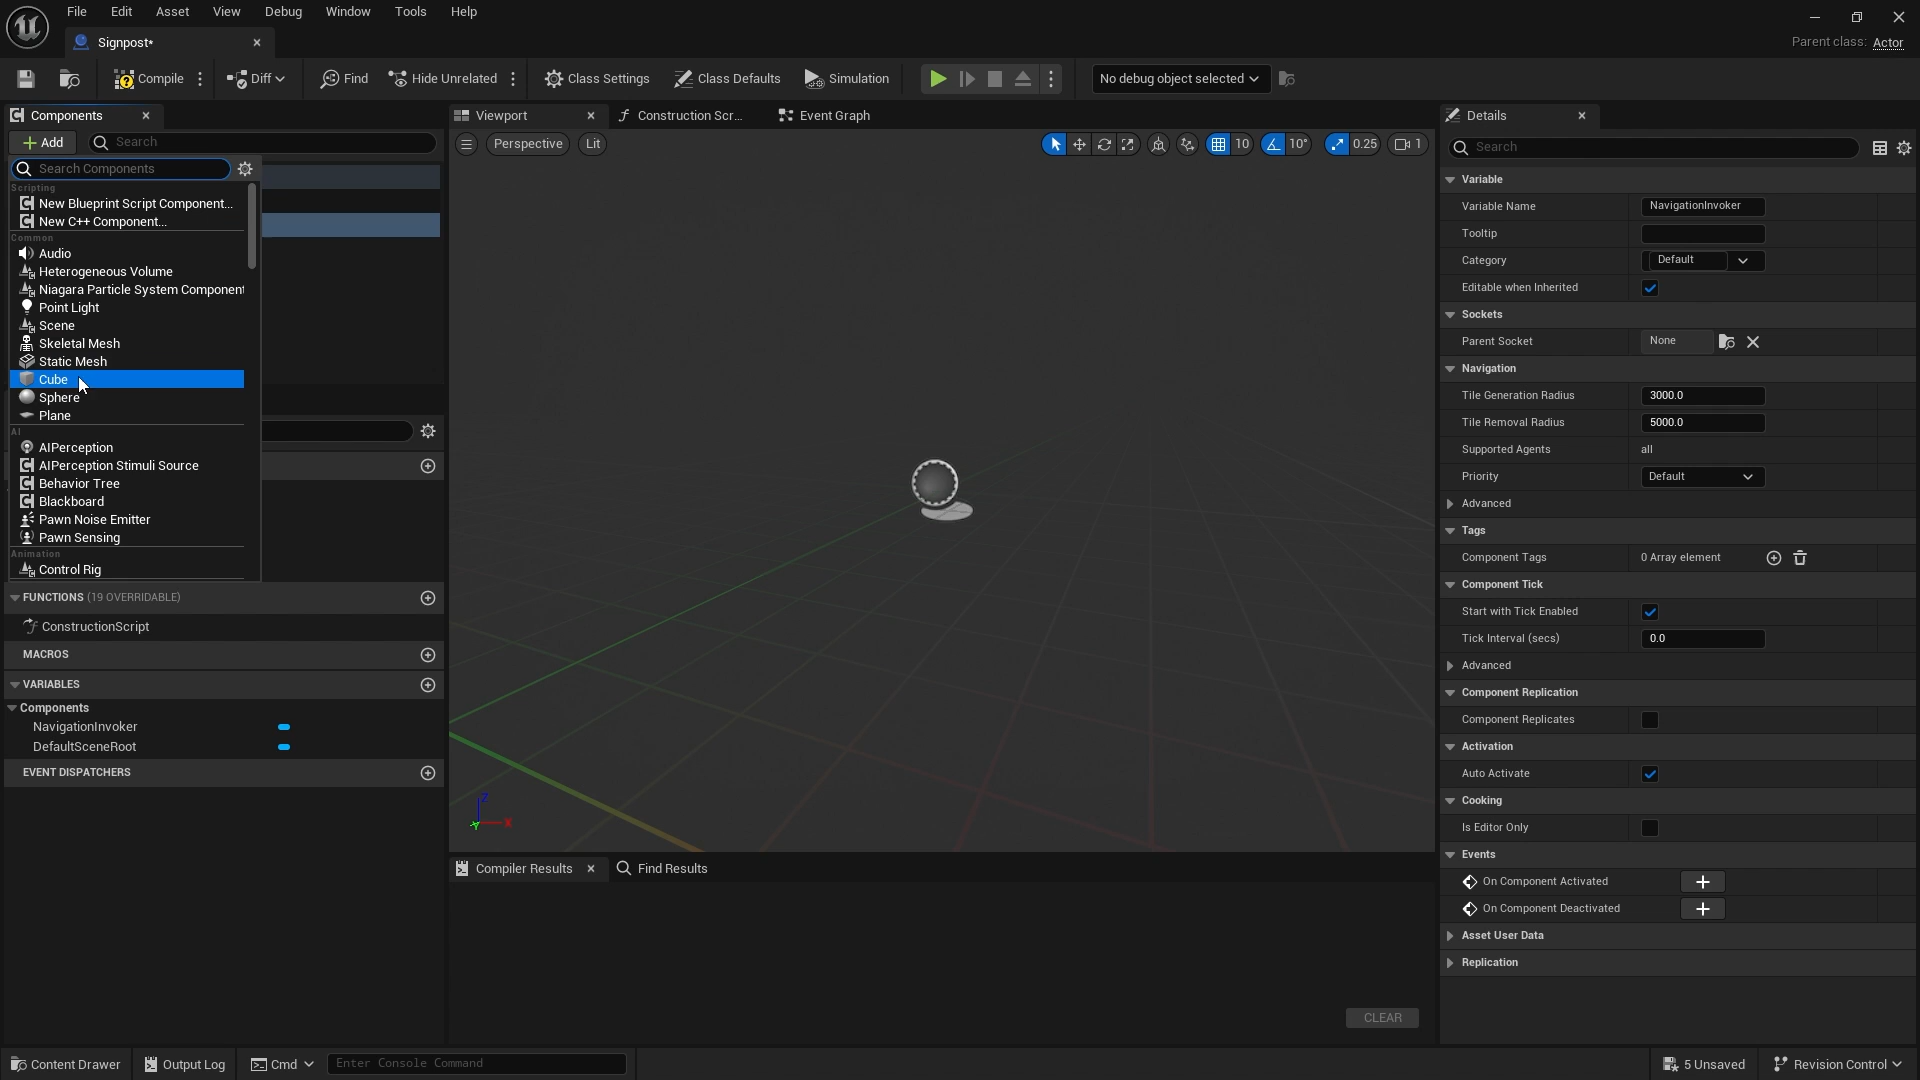 File Edit Asset View Debug Window Tools Help
Signpost*
Parent class: Actor
Compile Diff Find Hide Unrelated Class Settings Class Defaults Simulation No debug object selected
Components
Add Search
Search Components
Scripting
New Blueprint Script Component...
New C++ Component...
Common
Audio
Heterogeneous Volume
Niagara Particle System Component
Point Light
Scene
Skeletal Mesh
Static Mesh
Cube
Sphere
Plane
AI
AIPerception
AIPerception Stimuli Source
Behavior Tree
Blackboard
Pawn Noise Emitter
Pawn Sensing
Animation
Control Rig
FUNCTIONS (19 OVERRIDABLE)
ConstructionScript
MACROS
VARIABLES
Components
NavigationInvoker
DefaultSceneRoot
EVENT DISPATCHERS
Viewport Construction Scr... Event Graph
Perspective Lit 10 10° 0.25 1
Z
Y X
Compiler Results Find Results
CLEAR
Details
Search
Variable
Variable Name NavigationInvoker
Tooltip
Category Default
Editable when Inherited
Sockets
Parent Socket None
Navigation
Tile Generation Radius 3000.0
Tile Removal Radius 5000.0
Supported Agents all
Priority Default
Advanced
Tags
Component Tags 0 Array element
Component Tick
Start with Tick Enabled
Tick Interval (secs) 0.0
Advanced
Component Replication
Component Replicates
Activation
Auto Activate
Cooking
Is Editor Only
Events
On Component Activated
On Component Deactivated
Asset User Data
Replication
Content Drawer Output Log Cmd Enter Console Command 5 Unsaved Revision Control